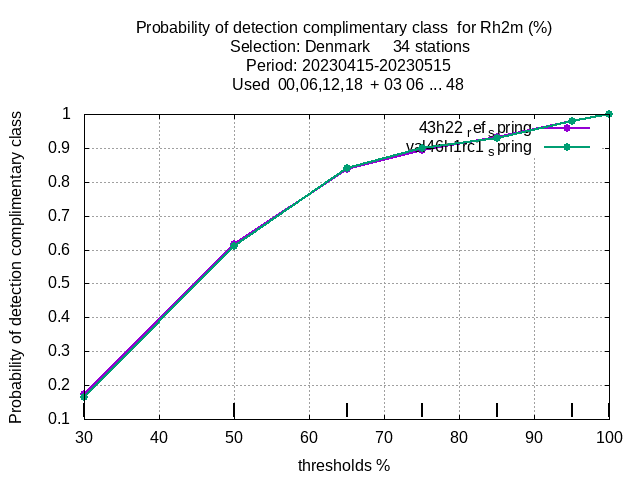 Probability of detection complimentary class  for Rh2m (%)
Selection: Denmark     34 stations
Period: 20230415-20230515
Used  00,06,12,18  + 03 06 ... 48
43h22 ref spring
val46h1rc1 spring
Probability of detection complimentary class
1
0.9
0.8
0.7
0.6
0.5
0.4
0.3
0.2
0.1
30 40 50 60 70 80 90 100
thresholds %